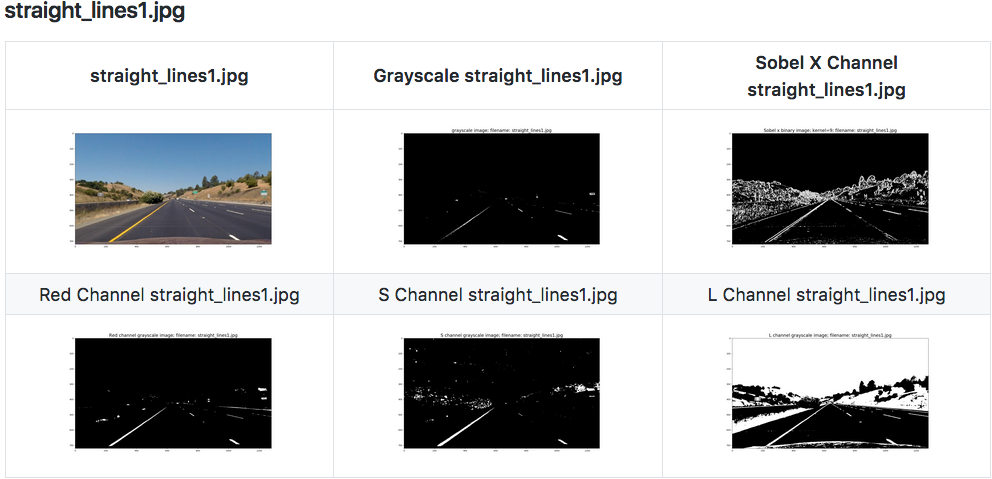 straight_lines1.jpg
straight_lines1.jpg
Grayscale straight_lines1.jpg
Sobel X Channel
straight_lines1.jpg
grayscale image; filename: straight_lines1.jpg
Sobel x binary image; kernel=9; filename: straight_lines1.jpg
Red Channel straight_lines1.jpg
S Channel straight_lines1.jpg
L Channel straight_lines1.jpg
Red channel grayscale image; filename: straight_lines1.jpg
S channel grayscale image; filename: straight_lines1.jpg
L channel grayscale image; filename: straight_lines1.jpg